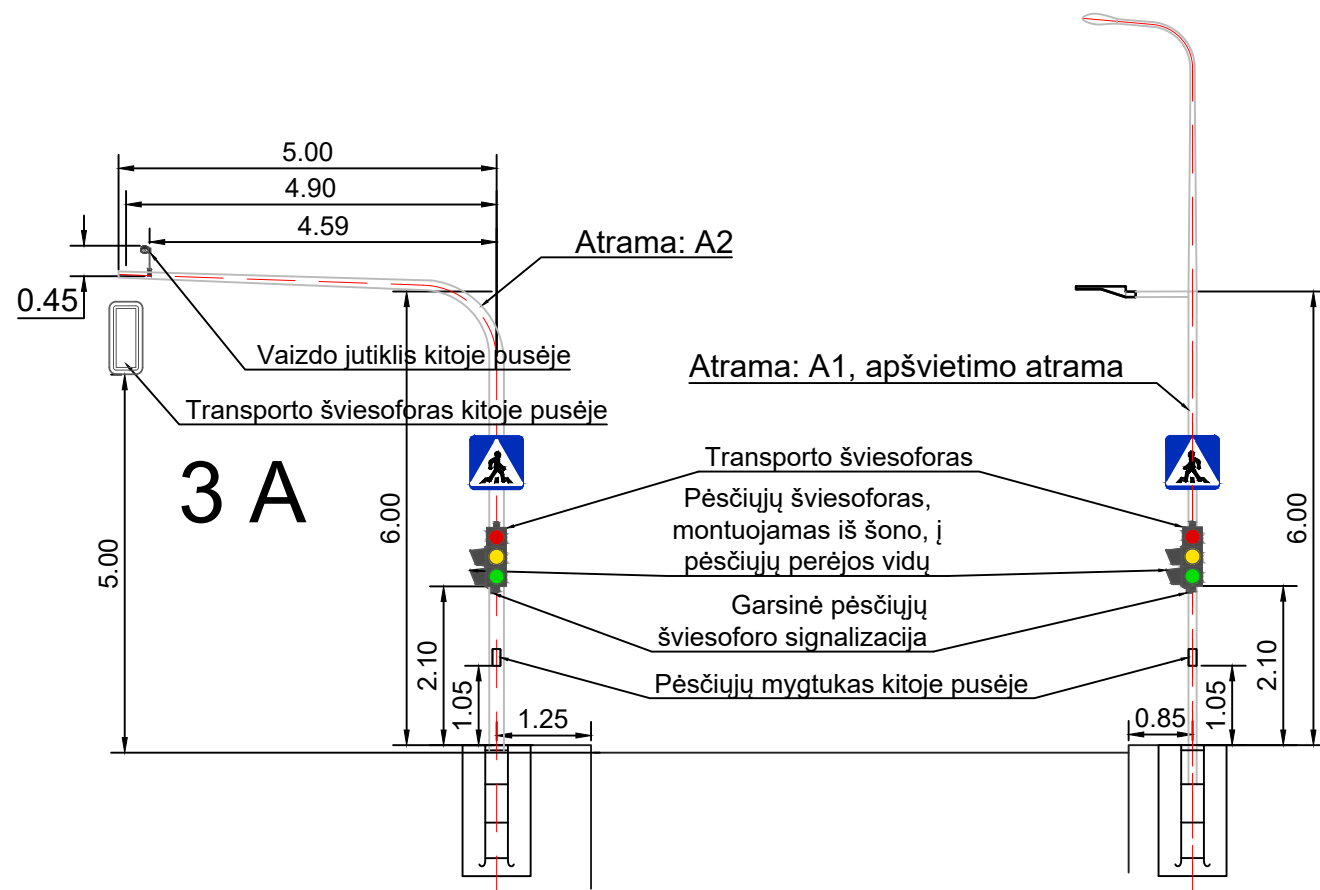 5.00
4.90
4.59
Atrama: A2
0.45
Vaizdo jutiklis kitoje pusėje
Atrama: A1, apšvietimo atrama
Transporto šviesoforas kitoje pusėje
3 A
Transporto šviesoforas
Pėsčiųjų šviesoforas,
montuojamas iš šono, į
pėsčiųjų perėjos vidų
6.00
6.00
5.00
Garsinė pėsčiųjų
šviesoforo signalizacija
2.10
2.10
Pėsčiųjų mygtukas kitoje pusėje
1.05
1.05
1.25
0.85